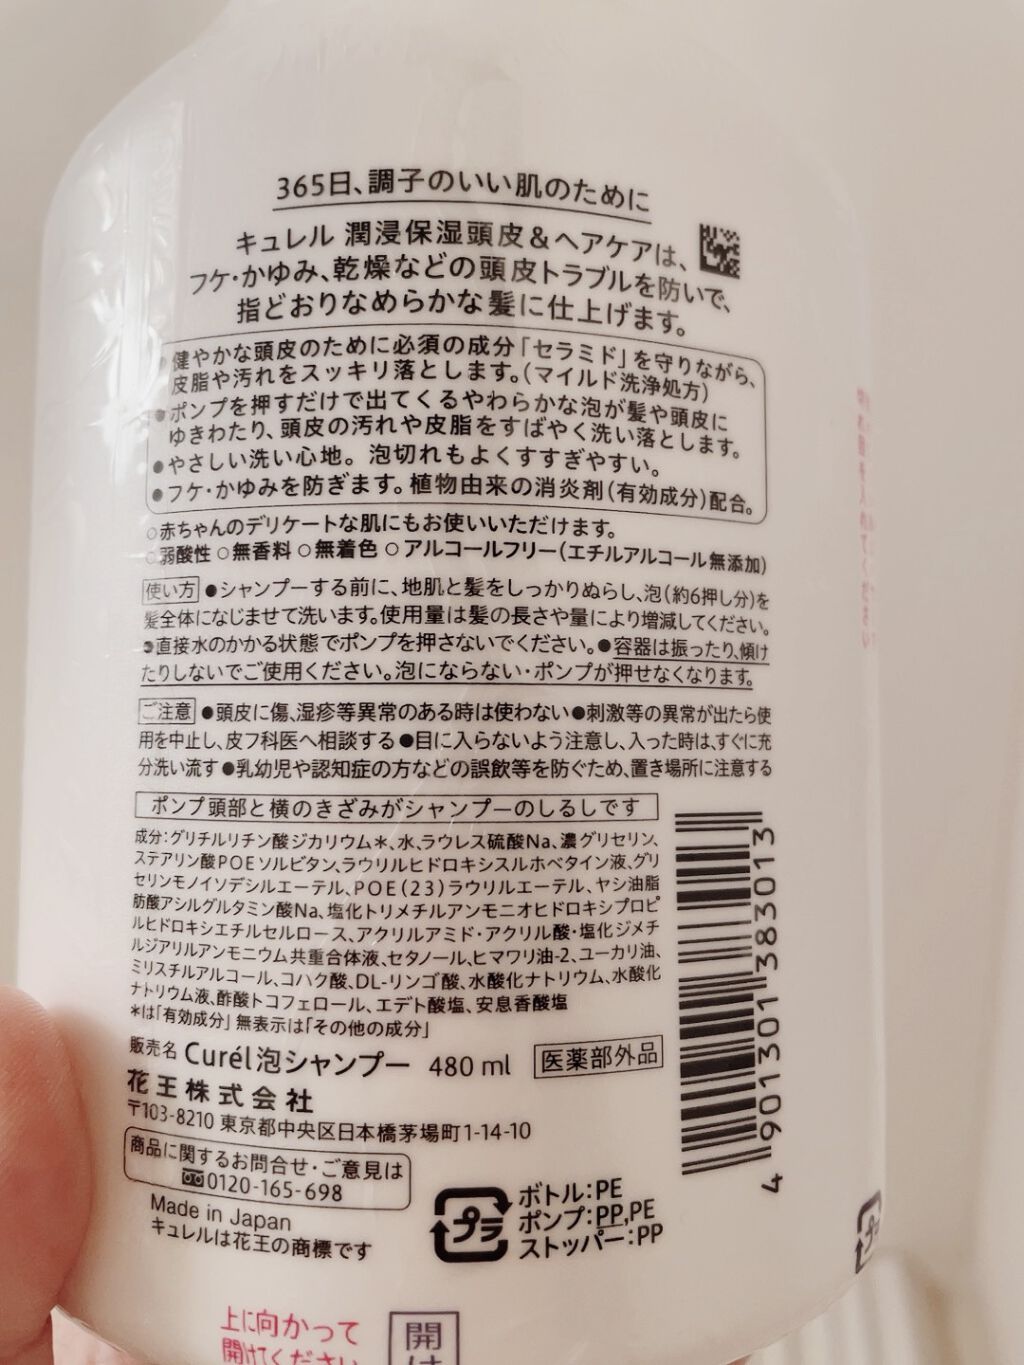 365日、調子のいい肌のために
キュレル 潤浸保湿頭皮&ヘアケアは、
フケ・かゆみ、乾燥などの頭皮トラブルを防いで、
指どおりなめらかな髪に仕上げます。
●健やかな頭皮のために必須の成分「セラミド」を守りながら、
皮脂や汚れをスッキリ落とします。(マイルド洗浄処方)
●ポンプを押すだけで出てくるやわらかな泡が髪や頭皮に
ゆきわたり、頭皮の汚れや皮脂をすばやく洗い落とします。
●やさしい洗い心地。泡切れもよくすすぎやすい。
●フケ・かゆみを防ぎます。植物由来の消炎剤(有効成分)配合。
○赤ちゃんのデリケートな肌にもお使いいただけます。
○弱酸性 ○無香料 ○無着色 ○アルコールフリー(エチルアルコール無添加)
使い方 ●シャンプーする前に、地肌と髪をしっかりぬらし、泡(約6押し分)を
髪全体になじませて洗います。使用量は髪の長さや量により増減してください。
●直接水のかかる状態でポンプを押さないでください。●容器は振ったり、傾け
たりしないでご使用ください。泡にならない・ポンプが押せなくなります。
ご注意 ●頭皮に傷、湿疹等異常のある時は使わない●刺激等の異常が出たら使
用を中止し、皮フ科医へ相談する●目に入らないよう注意し、入った時は、すぐに充
分洗い流す●乳幼児や認知症の方などの誤飲等を防ぐため、置き場所に注意する
ポンプ頭部と横のきざみがシャンプーのしるしです
成分:グリチルリチン酸ジカリウム*、水、ラウレス硫酸Na、濃グリセリン、
ステアリン酸POEソルビタン、ラウリルヒドロキシスルホベタイン液、グリ
セリンモノイソデシルエーテル、POE(23)ラウリルエーテル、ヤシ油脂
肪酸アシルグルタミン酸Na、塩化トリメチルアンモニオヒドロキシプロピ
ルヒドロキシエチルセルロース、アクリルアミド・アクリル酸・塩化ジメチ
ルジアリルアンモニウム共重合体液、セタノール、ヒマワリ油-2、ユーカリ油、
ミリスチルアルコール、コハク酸、DL-リンゴ酸、水酸化ナトリウム、水酸化
ナトリウム液、酢酸トコフェロール、エデト酸塩、安息香酸塩
*は「有効成分」 無表示は「その他の成分」
販売名 Curél泡シャンプー 480 ml 医薬部外品
花王株式会社
〒103-8210 東京都中央区日本橋茅場町1-14-10
商品に関するお問合せ・ご意見は
0120-165-698
Made in Japan
キュレルは花王の商標です
プラ
ボトル:PE
ポンプ:PP,PE
ストッパー:PP
4901301383013
上に向かって
開けてください
開